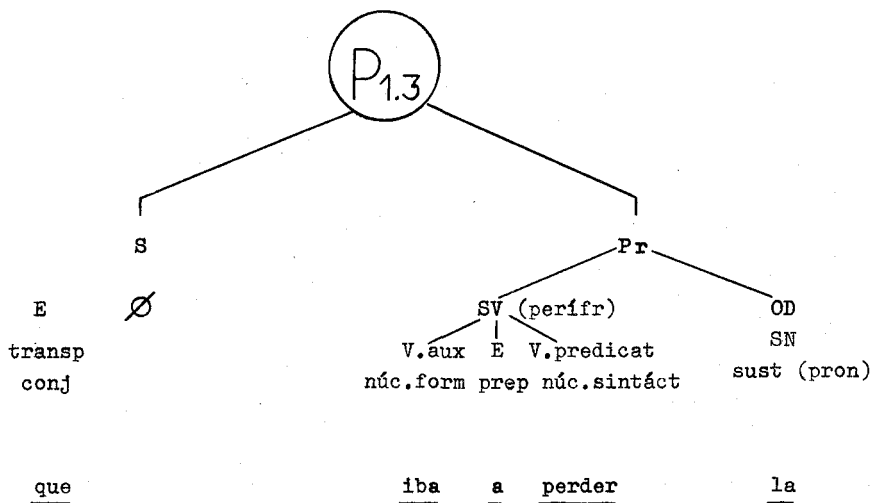 P1.3
S Pr
E Ø SV (perífr) OD
transp V.aux E V.predicat SN
conj núc.form prep núc.sintáct sust (pron)
que iba a perder la